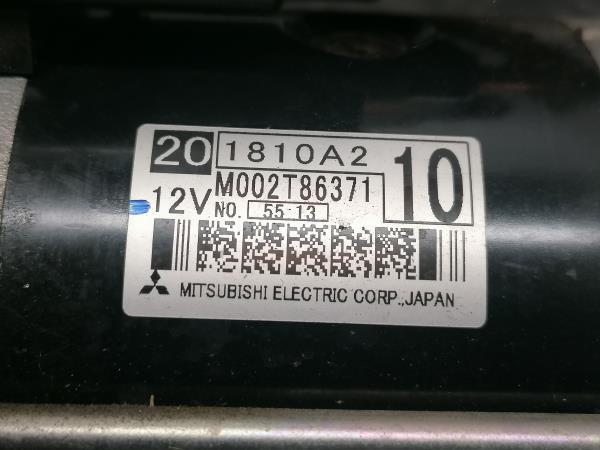 20 1810A2 10
12V M002T86371
NO. 55 13
MITSUBISHI ELECTRIC CORP.,JAPAN